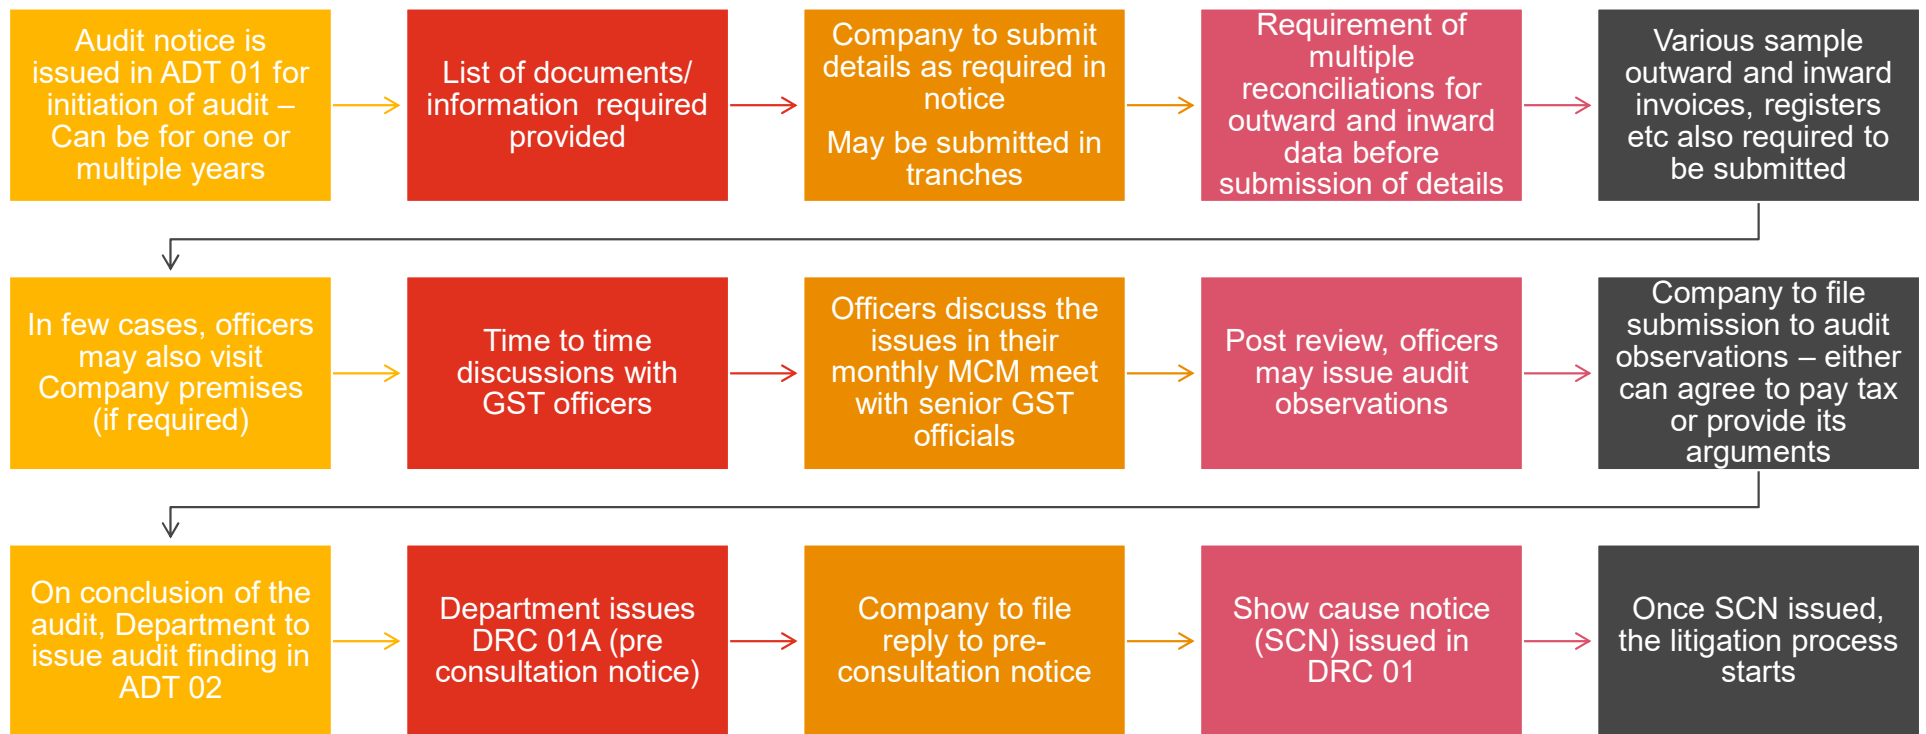 Audit notice is
issued in ADT 01 for
initiation of audit –
Can be for one or
multiple years
List of documents/
information required
provided
Company to submit
details as required in
notice
May be submitted in
tranches
Requirement of
multiple
reconciliations for
outward and inward
data before
submission of details
Various sample
outward and inward
invoices, registers
etc also required to
be submitted
In few cases, officers
may also visit
Company premises
(if required)
Time to time
discussions with
GST officers
Officers discuss the
issues in their
monthly MCM meet
with senior GST
officials
Post review, officers
may issue audit
observations
Company to file
submission to audit
observations – either
can agree to pay tax
or provide its
arguments
On conclusion of the
audit, Department to
issue audit finding in
ADT 02
Department issues
DRC 01A (pre
consultation notice)
Company to file
reply to pre-
consultation notice
Show cause notice
(SCN) issued in
DRC 01
Once SCN issued,
the litigation process
starts